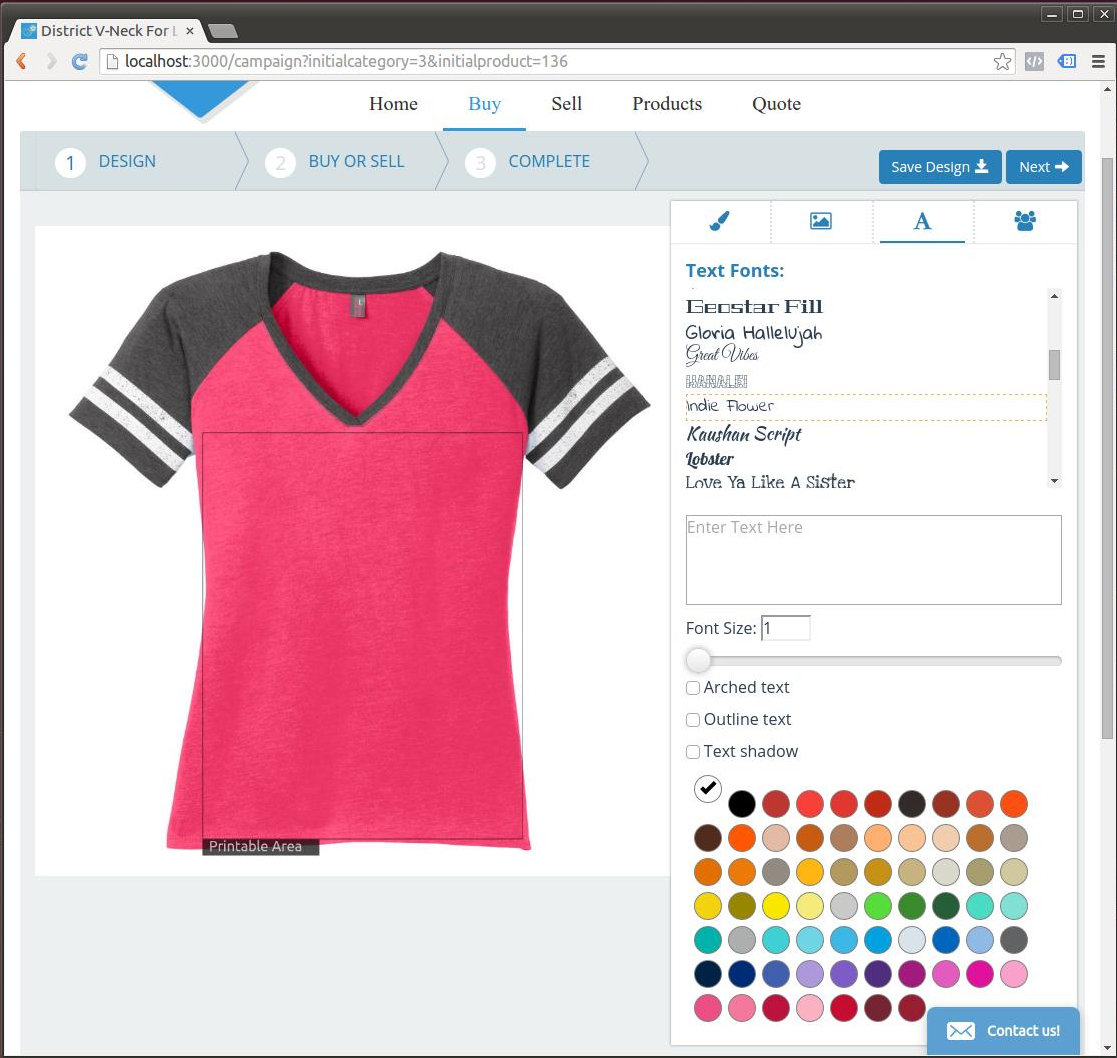 District V-Neck For L
localhost:3000/campaign?initialcategory=3&initialproduct=136
Home Buy Sell Products Quote
1 DESIGN 2 BUY OR SELL 3 COMPLETE
Save Design Next
A
Text Fonts:
Geostar Fill
Gloria Hallelujah
Great Vibes
HANALEI
Indie Flower
Kaushan Script
Lobster
Love Ya Like A Sister
Enter Text Here
Font Size: 1
Arched text
Outline text
Text shadow
Printable Area
Contact us!